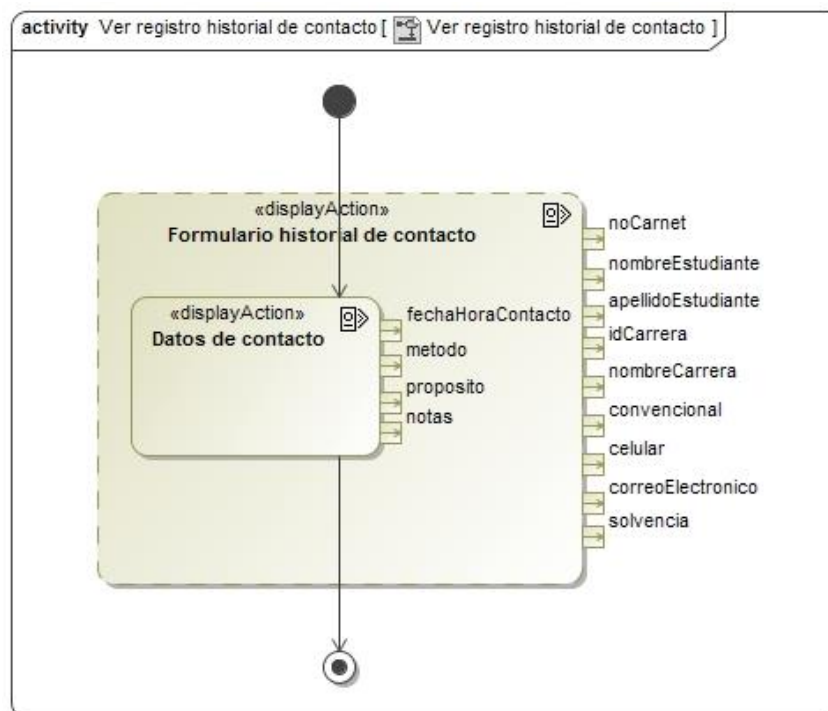 activity Ver registro historial de contacto [ Ver registro historial de contacto ]
«displayAction»
Formulario historial de contacto
«displayAction»
Datos de contacto
fechaHoraContacto
metodo
proposito
notas
noCarnet
nombreEstudiante
apellidoEstudiante
idCarrera
nombreCarrera
convencional
celular
correoElectronico
solvencia